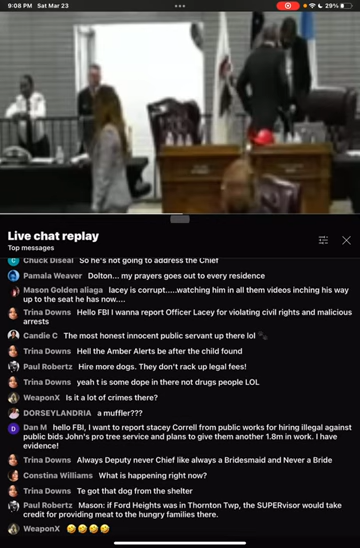 9:08 PM Sat Mar 23
29%
Live chat replay
Top messages
Chuck Diseal So he's not going to address the Chief
Pamala Weaver Dolton... my prayers goes out to every residence
Mason Golden aliaga lacey is corrupt.....watching him in all them videos inching his way
up to the seat he has now....
Trina Downs Hello FBI I wanna report Officer Lacey for violating civil rights and malicious
arrests
Candie C The most honest innocent public servant up there lol 🐾
Trina Downs Hell the Amber Alerts be after the child found
Paul Robertz Hire more dogs. They don't rack up legal fees!
Trina Downs yeah t is some dope in there not drugs people LOL
WeaponX Is it a lot of crimes there?
DORSEYLANDRIA a muffler???
D Dan M hello FBI, I want to report stacey Correll from public works for hiring illegal against
public bids John's pro tree service and plans to give them another 1.8m in work. I have
evidence!
Trina Downs Always Deputy never Chief like always a Bridesmaid and Never a Bride
Constina Williams What is happening right now?
Trina Downs Te got that dog from the shelter
Paul Robertz Mason: if Ford Heights was in Thornton Twp, the SUPERvisor would take
credit for providing meat to the hungry families there.
WeaponX 🤣🤣🤣🤣